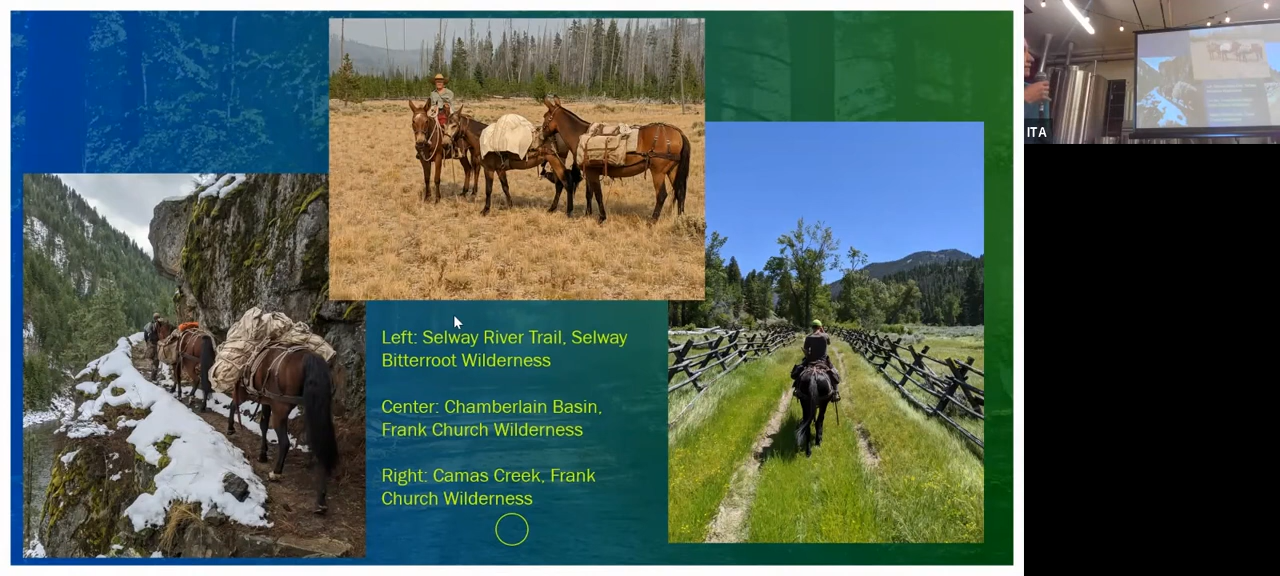 Left: Selway River Trail, Selway
Bitterroot Wilderness
Center: Chamberlain Basin,
Frank Church Wilderness
Right: Camas Creek, Frank
Church Wilderness
ITA